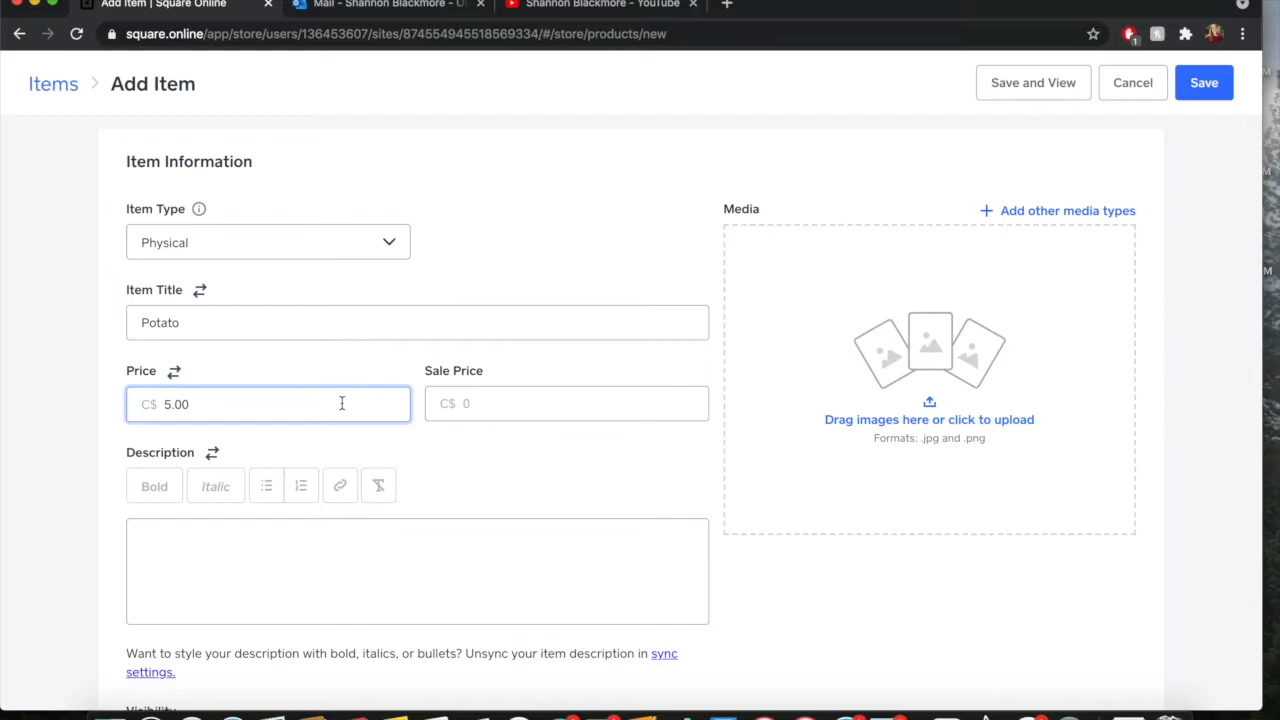 Add Item | Square Online
Mail - Shannon Blackmore - O
Shannon Blackmore - YouTube
square.online/app/store/users/136453607/sites/874554945518569334/#/store/products/new
1
Items > Add Item
Save and View
Cancel
Save
Item Information
Item Type
Physical
Item Title
Potato
Price
Sale Price
C$ 5.00
C$ 0
Description
Bold
Italic
Want to style your description with bold, italics, or bullets? Unsync your item description in sync
settings.
Visibility
Media
+ Add other media types
Drag images here or click to upload
Formats: .jpg and .png
M
M
M